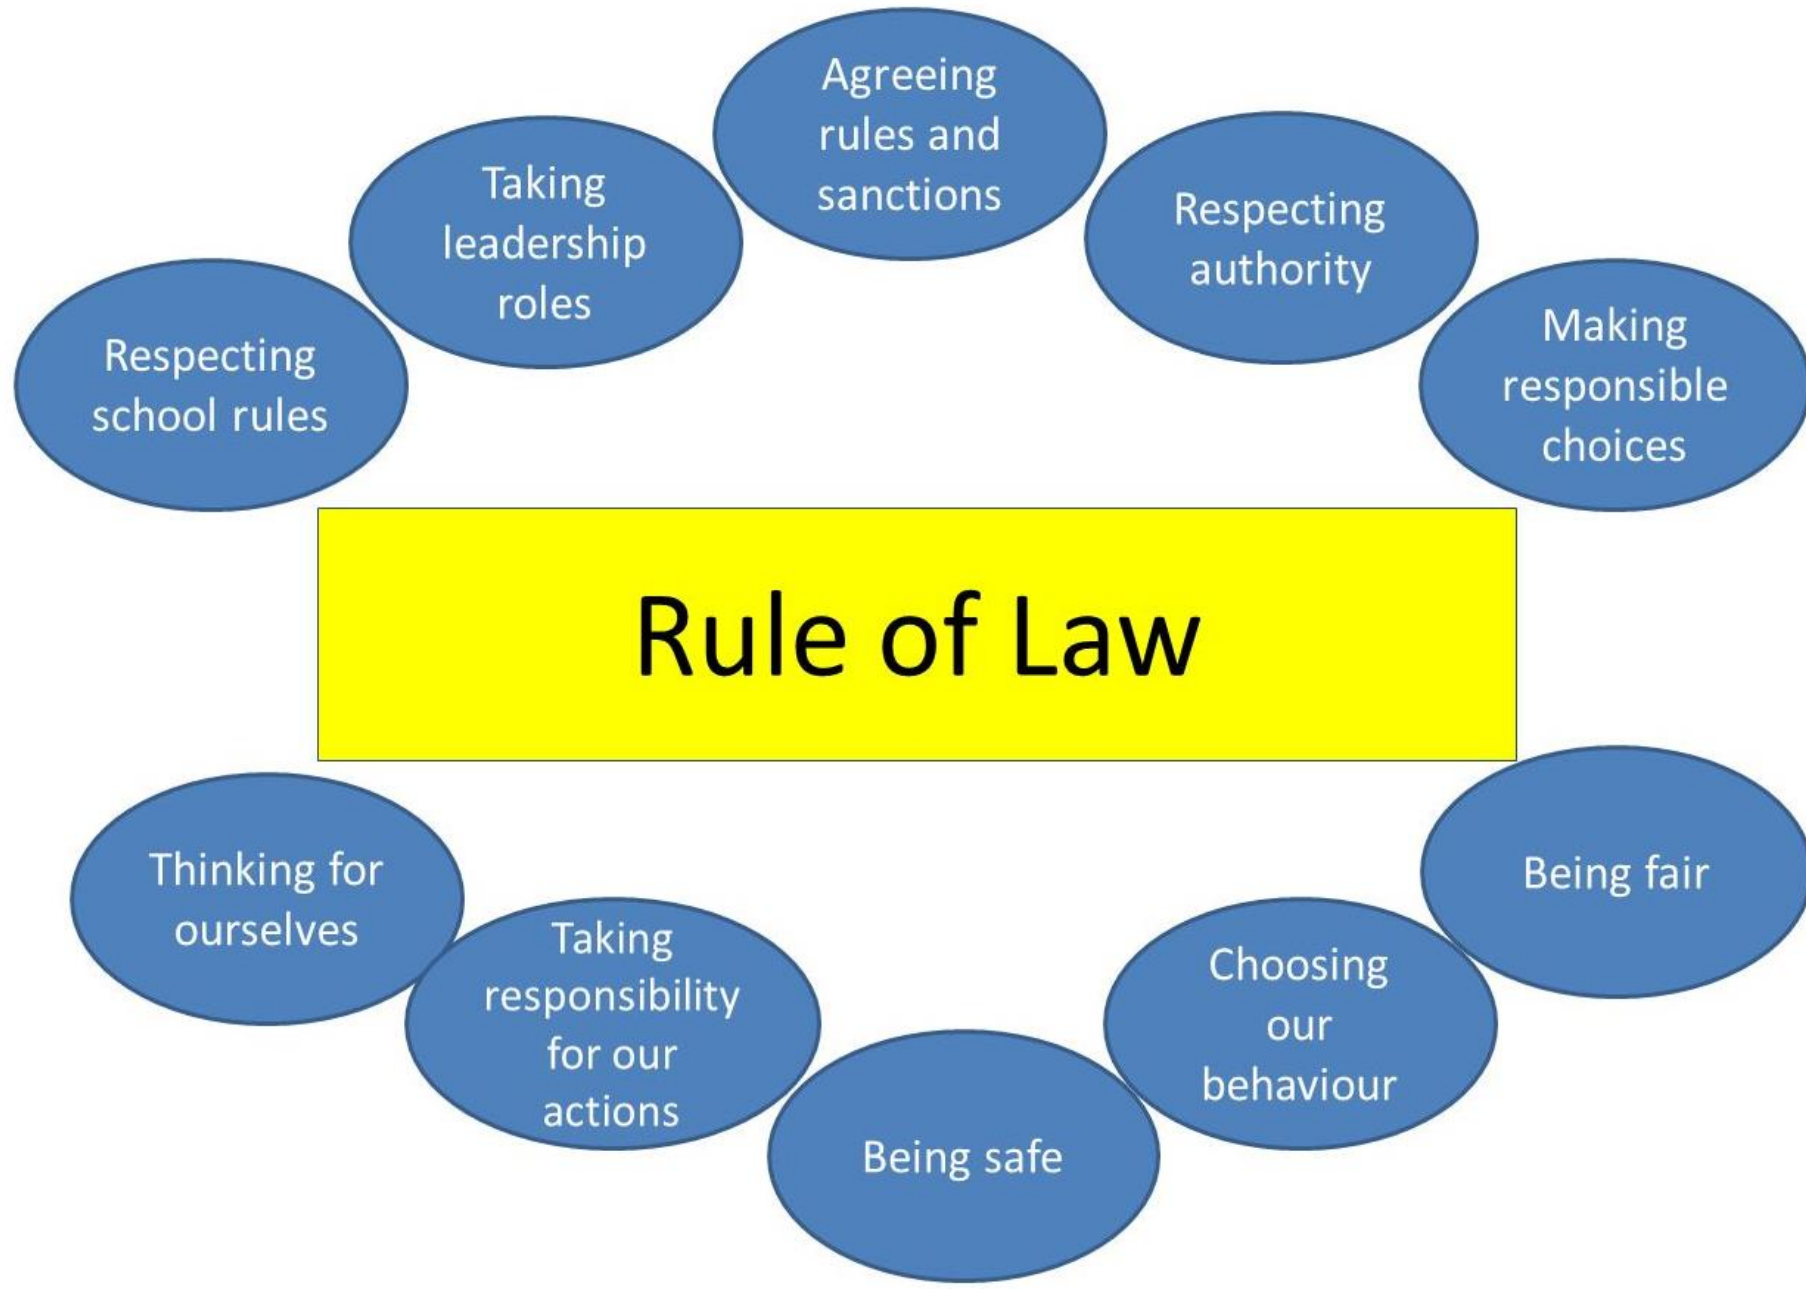 Agreeing
rules and
sanctions
Taking
leadership
roles
Respecting
authority
Respecting
school rules
Making
responsible
choices
Rule of Law
Thinking for
ourselves
Taking
responsibility
for our
actions
Being safe
Choosing
our
behaviour
Being fair